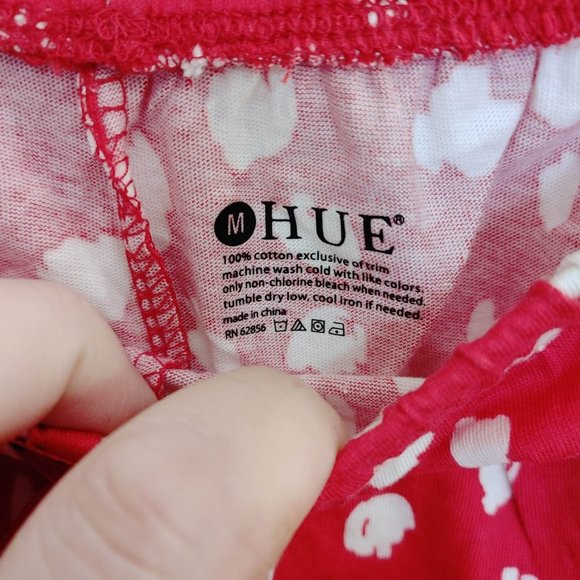 M HUE®
100% cotton exclusive of trim
machine wash cold with like colors.
only non-chlorine bleach when needed.
tumble dry low, cool iron if needed.
made in china
RN 62856